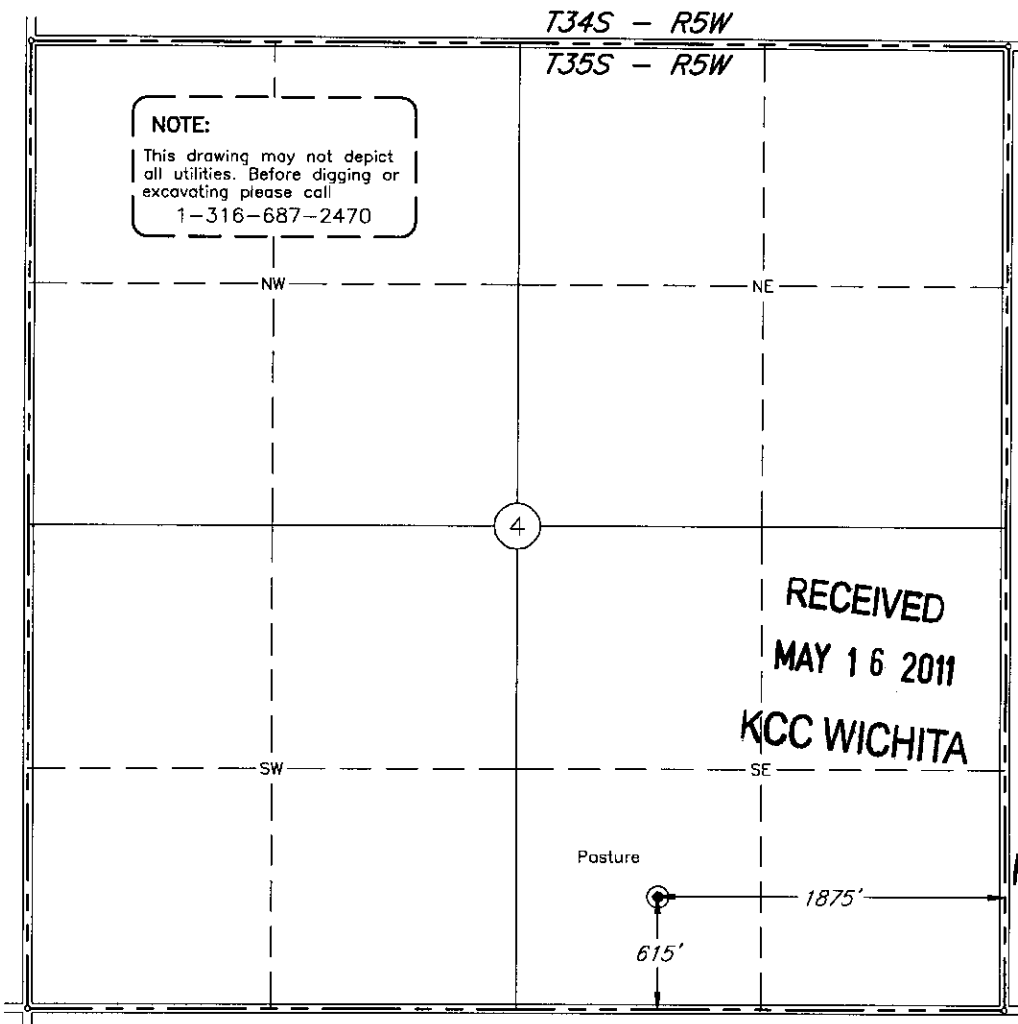 T34S - R5W
T35S - R5W
NOTE:
This drawing may not depict
all utilities. Before digging or
excavating please call
1-316-687-2470
NW
NE
4
RECEIVED
MAY 16 2011
KCC WICHITA
SW
SE
Pasture
1875'
615'